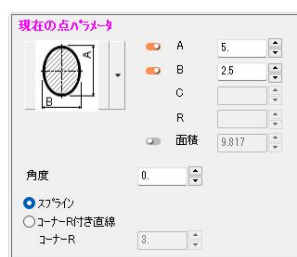 現在の点ﾊﾟﾗﾒｰﾀ
A
B
A 5.
B 2.5
C
R
面積 9.817
角度 0.
スプライン
コーナーR付き直線
コーナーR 3.